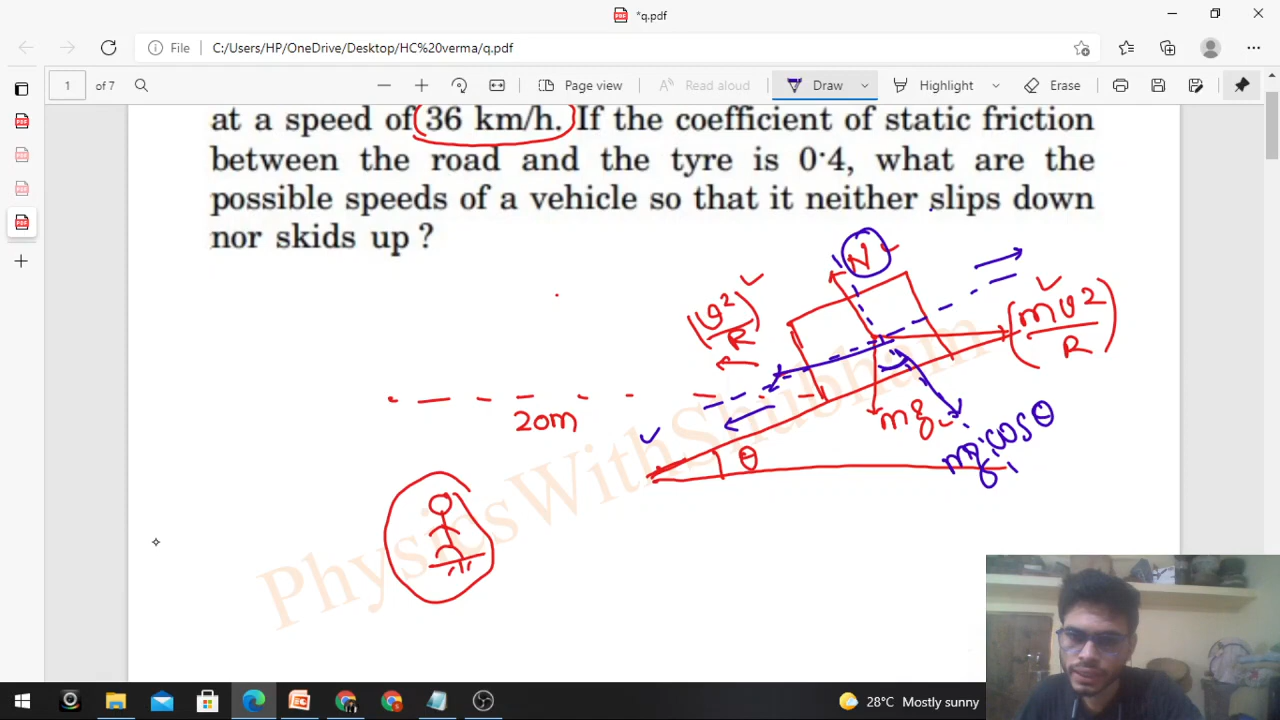 *q.pdf
File C:/Users/HP/OneDrive/Desktop/HC%20verma/q.pdf
1 of 7 Page view Read aloud Draw Highlight Erase
at a speed of 36 km/h. If the coefficient of static friction
between the road and the tyre is 0·4, what are the
possible speeds of a vehicle so that it neither slips down
nor skids up ?
N
(v²/R)
(mv²/R)
20m
mg
mg cos θ
θ
PhysicsWithShubham
28°C Mostly sunny